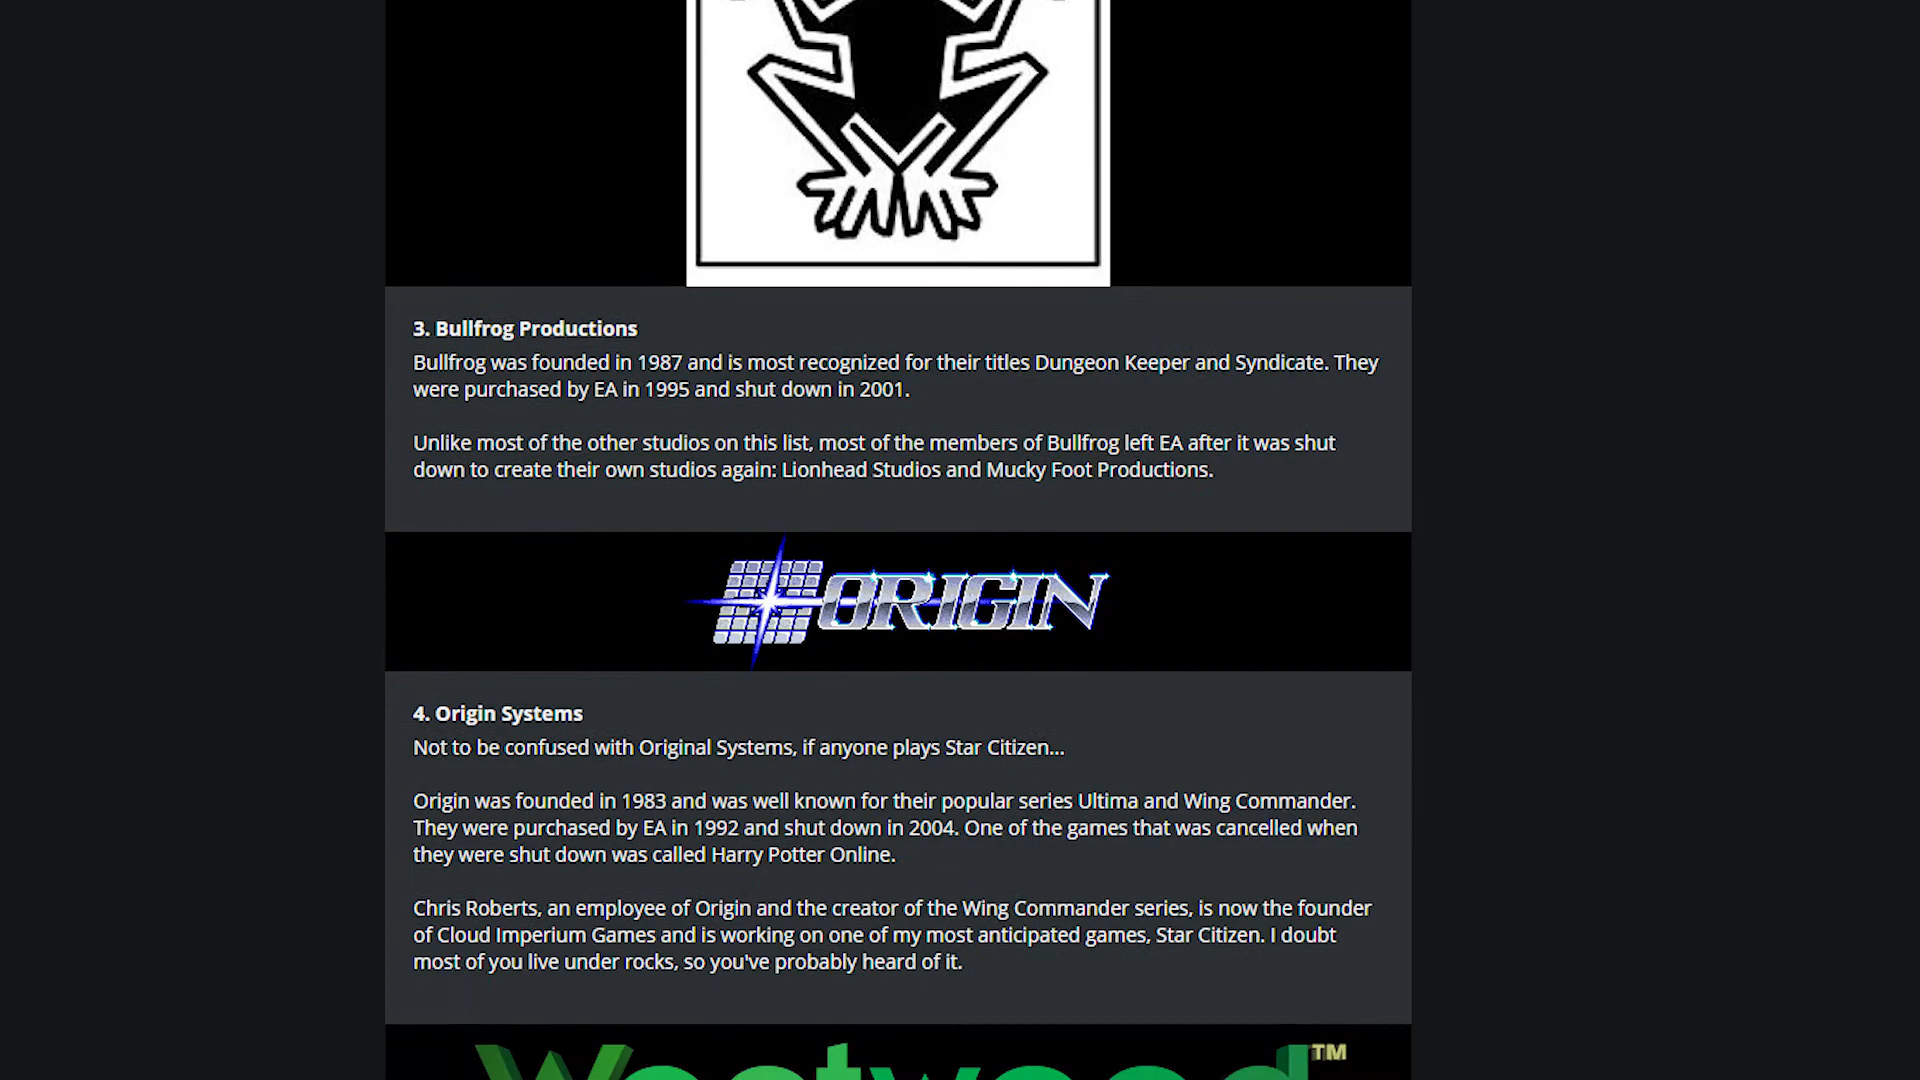 3. Bullfrog Productions
Bullfrog was founded in 1987 and is most recognized for their titles Dungeon Keeper and Syndicate. They
were purchased by EA in 1995 and shut down in 2001.
Unlike most of the other studios on this list, most of the members of Bullfrog left EA after it was shut
down to create their own studios again: Lionhead Studios and Mucky Foot Productions.
ORIGIN
4. Origin Systems
Not to be confused with Original Systems, if anyone plays Star Citizen...
Origin was founded in 1983 and was well known for their popular series Ultima and Wing Commander.
They were purchased by EA in 1992 and shut down in 2004. One of the games that was cancelled when
they were shut down was called Harry Potter Online.
Chris Roberts, an employee of Origin and the creator of the Wing Commander series, is now the founder
of Cloud Imperium Games and is working on one of my most anticipated games, Star Citizen. I doubt
most of you live under rocks, so you've probably heard of it.
Westwood™